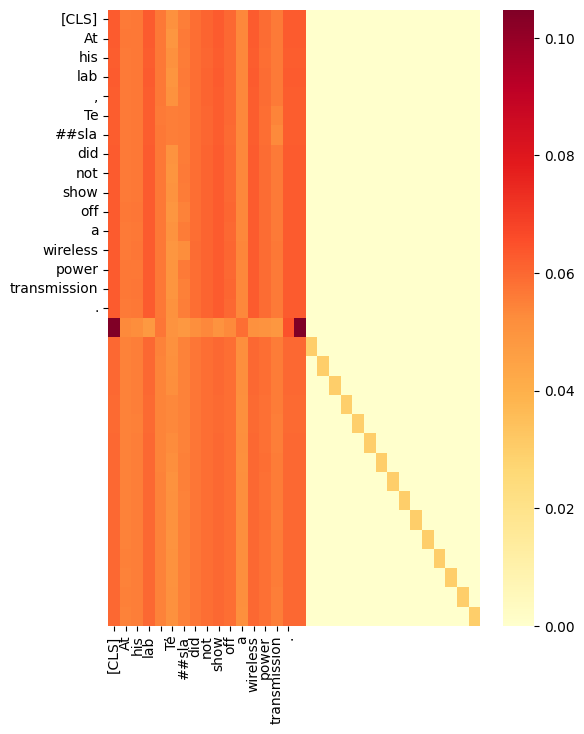 [CLS]
At
his
lab
,
Te
##sla
did
not
show
off
a
wireless
power
transmission
.
[CLS]
At
his
lab
,
Te
##sla
did
not
show
off
a
wireless
power
transmission
.
0.10
0.08
0.06
0.04
0.02
0.00